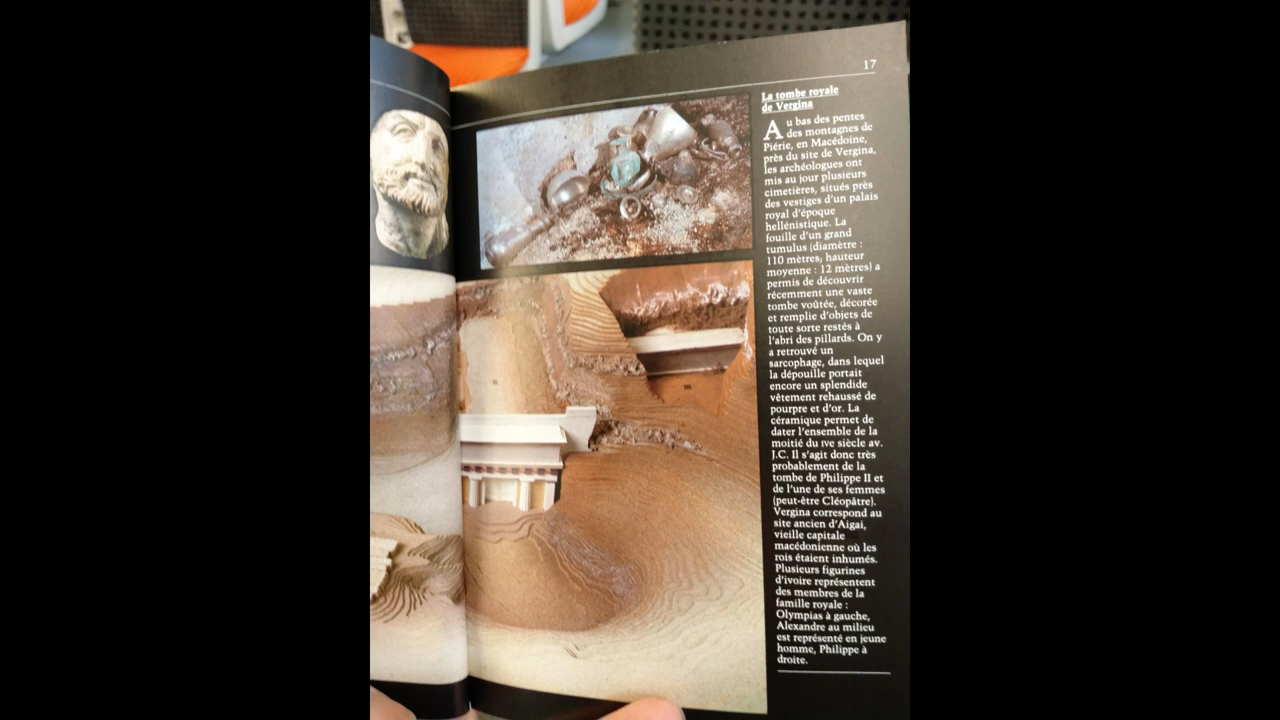 17
La tombe royale
de Vergina
Au bas des pentes
des montagnes de
Piérie, en Macédoine,
près du site de Vergina,
les archéologues ont
mis au jour plusieurs
cimetières, situés près
des vestiges d'un palais
royal d'époque
hellénistique. La
fouille d'un grand
tumulus (diamètre :
110 mètres; hauteur
moyenne : 12 mètres) a
permis de découvrir
récemment une vaste
tombe voûtée, décorée
et remplie d'objets de
toute sorte restés à
l'abri des pillards. On y
a retrouvé un
sarcophage, dans lequel
la dépouille portait
encore un splendide
vêtement rehaussé de
pourpre et d'or. La
céramique permet de
dater l'ensemble de la
moitié du IVe siècle av.
J.C. Il s'agit donc très
probablement de la
tombe de Philippe II et
de l'une de ses femmes
(peut-être Cléopâtre).
Vergina correspond au
site ancien d'Aigai,
vieille capitale
macédonienne où les
rois étaient inhumés.
Plusieurs figurines
d'ivoire représentent
des membres de la
famille royale :
Olympias à gauche,
Alexandre au milieu
est représenté en jeune
homme, Philippe à
droite.